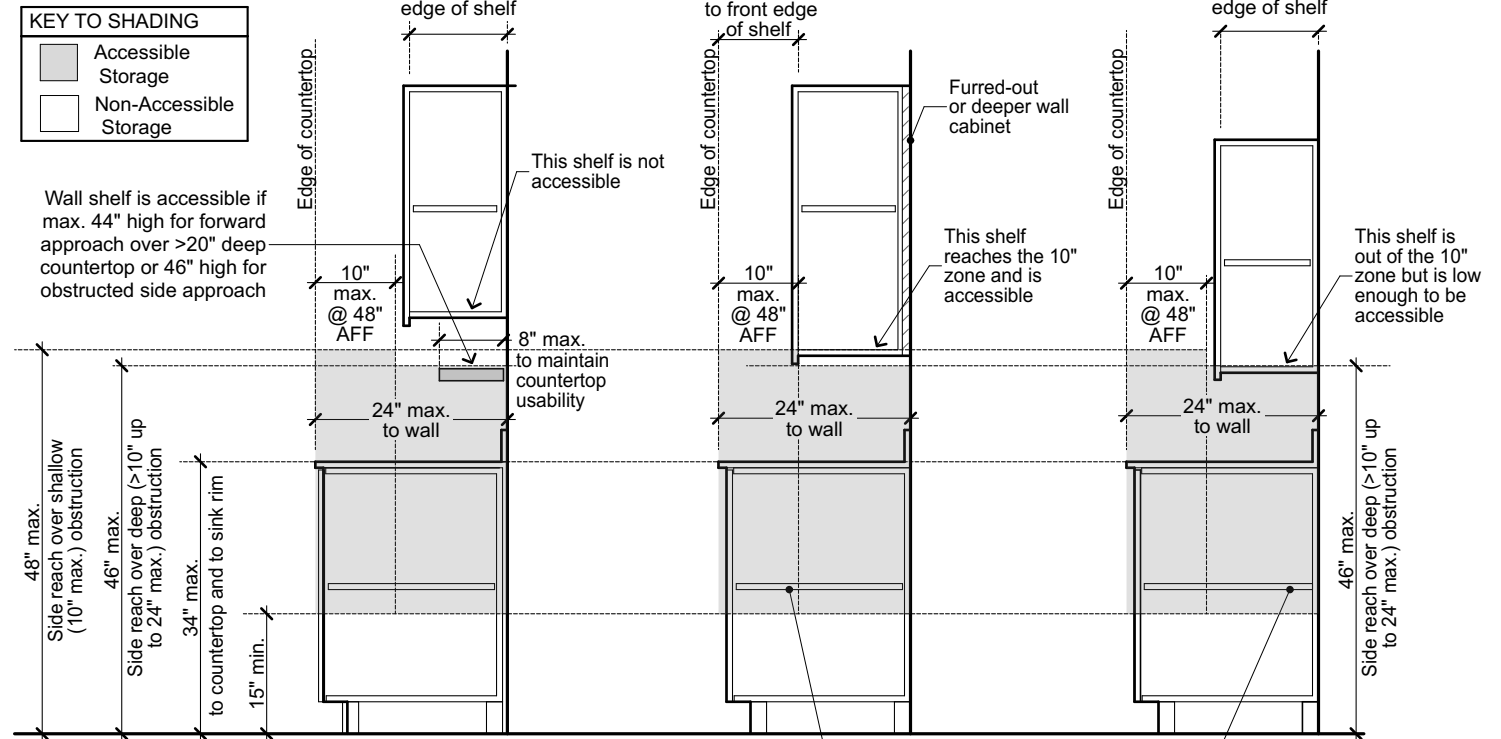 KEY TO SHADING
Accessible
Storage
Non-Accessible
Storage
edge of shelf
to front edge
of shelf
edge of shelf
Edge of countertop
Edge of countertop
Edge of countertop
Wall shelf is accessible if
max. 44" high for forward
approach over >20" deep
countertop or 46" high for
obstructed side approach
This shelf is not
accessible
10"
max.
@ 48"
AFF
8" max.
to maintain
countertop
usability
24" max.
to wall
Furred-out
or deeper wall
cabinet
This shelf
reaches the 10"
zone and is
accessible
10"
max.
@ 48"
AFF
24" max.
to wall
This shelf is
out of the 10"
zone but is low
enough to be
accessible
10"
max.
@ 48"
AFF
24" max.
to wall
48" max.
Side reach over shallow
(10" max.) obstruction
46" max.
Side reach over deep (>10" up
to 24" max.) obstruction
34" max.
to countertop and to sink rim
15" min.
46" max.
Side reach over deep (>10" up
to 24" max.) obstruction